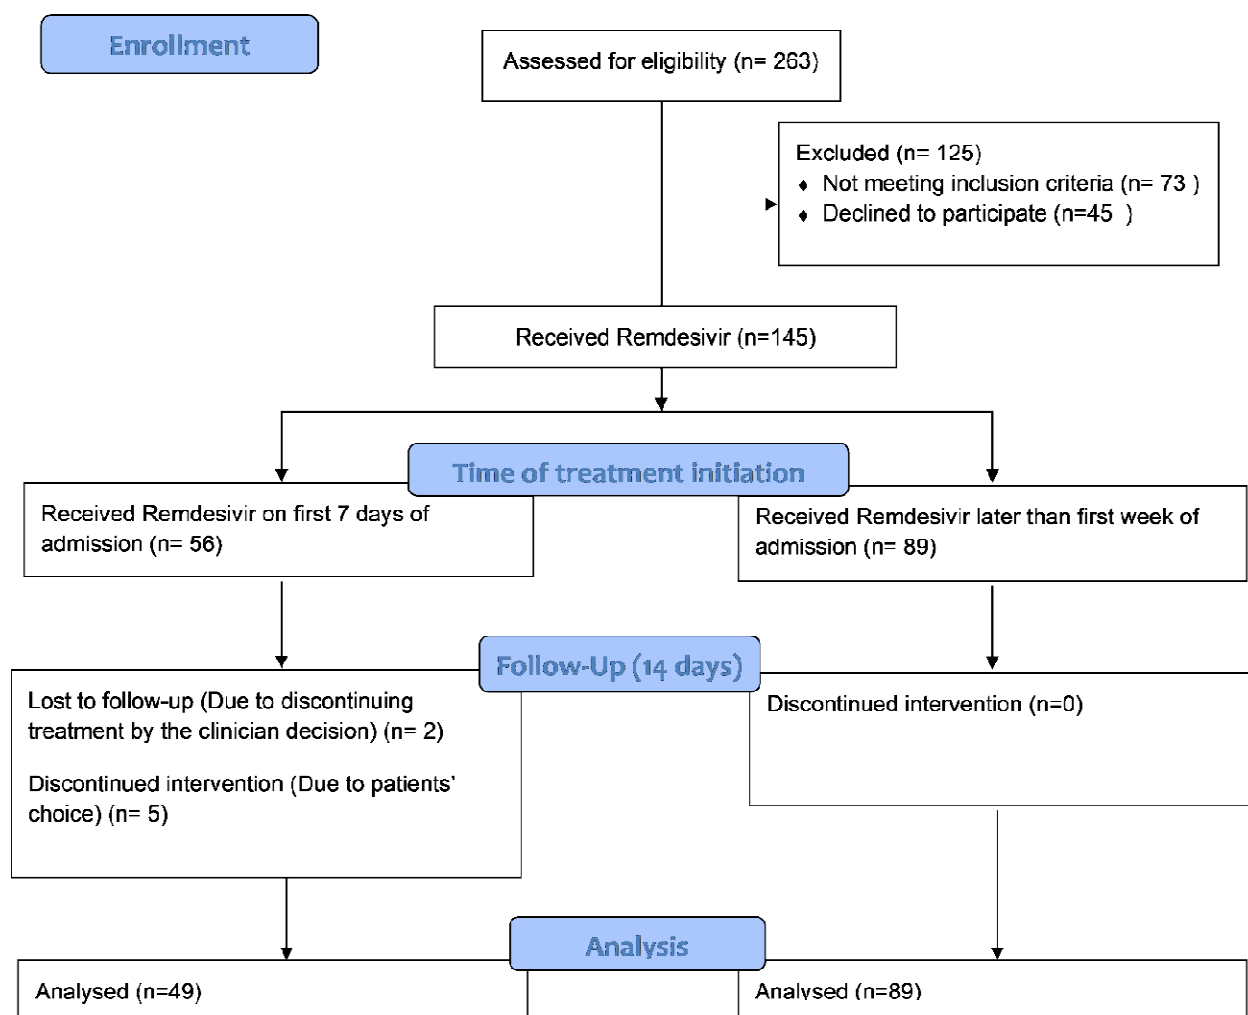 Enrollment
Assessed for eligibility (n= 263)
Excluded (n= 125)
♦ Not meeting inclusion criteria (n= 73 )
♦ Declined to participate (n=45 )
Received Remdesivir (n=145)
Time of treatment initiation
Received Remdesivir on first 7 days of
admission (n= 56)
Received Remdesivir later than first week of
admission (n= 89)
Follow-Up (14 days)
Lost to follow-up (Due to discontinuing
treatment by the clinician decision) (n= 2)
Discontinued intervention (Due to patients’
choice) (n= 5)
Discontinued intervention (n=0)
Analysis
Analysed (n=49)
Analysed (n=89)